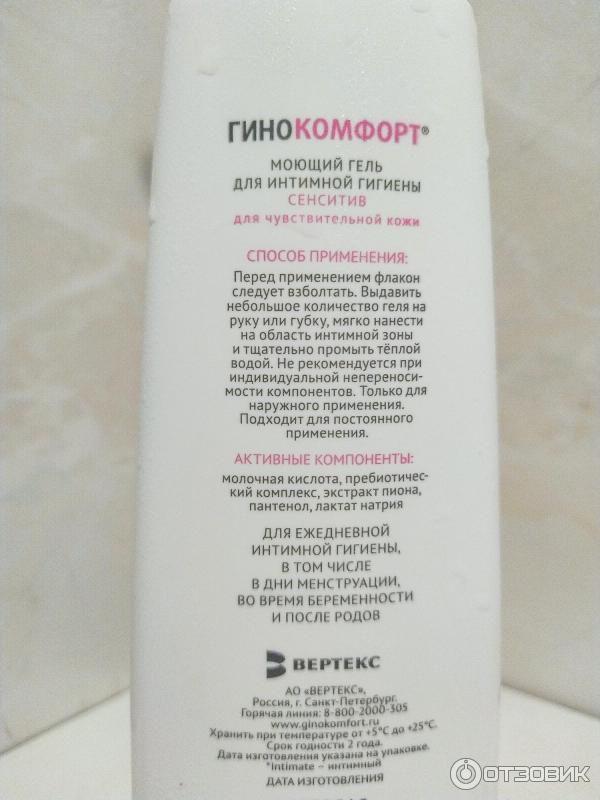 ГИНОКОМФОРТ®
МОЮЩИЙ ГЕЛЬ
ДЛЯ ИНТИМНОЙ ГИГИЕНЫ
СЕНСИТИВ
для чувствительной кожи
СПОСОБ ПРИМЕНЕНИЯ:
Перед применением флакон
следует взболтать. Выдавить
небольшое количество геля на
руку или губку, мягко нанести
на область интимной зоны
и тщательно промыть тёплой
водой. Не рекомендуется при
индивидуальной непереноси-
мости компонентов. Только для
наружного применения.
Подходит для постоянного
применения.
АКТИВНЫЕ КОМПОНЕНТЫ:
молочная кислота, пребиотичес-
кий комплекс, экстракт пиона,
пантенол, лактат натрия
ДЛЯ ЕЖЕДНЕВНОЙ
ИНТИМНОЙ ГИГИЕНЫ,
В ТОМ ЧИСЛЕ
В ДНИ МЕНСТРУАЦИИ,
ВО ВРЕМЯ БЕРЕМЕННОСТИ
И ПОСЛЕ РОДОВ
ВЕРТЕКС
АО «ВЕРТЕКС»,
Россия, г. Санкт-Петербург.
Горячая линия: 8-800-2000-305
www.ginokomfort.ru
Хранить при температуре от +5°C до +25°C.
Срок годности 2 года.
Дата изготовления указана на упаковке.
*Intimate – интимный
ДАТА ИЗГОТОВЛЕНИЯ
ОТЗОВИК